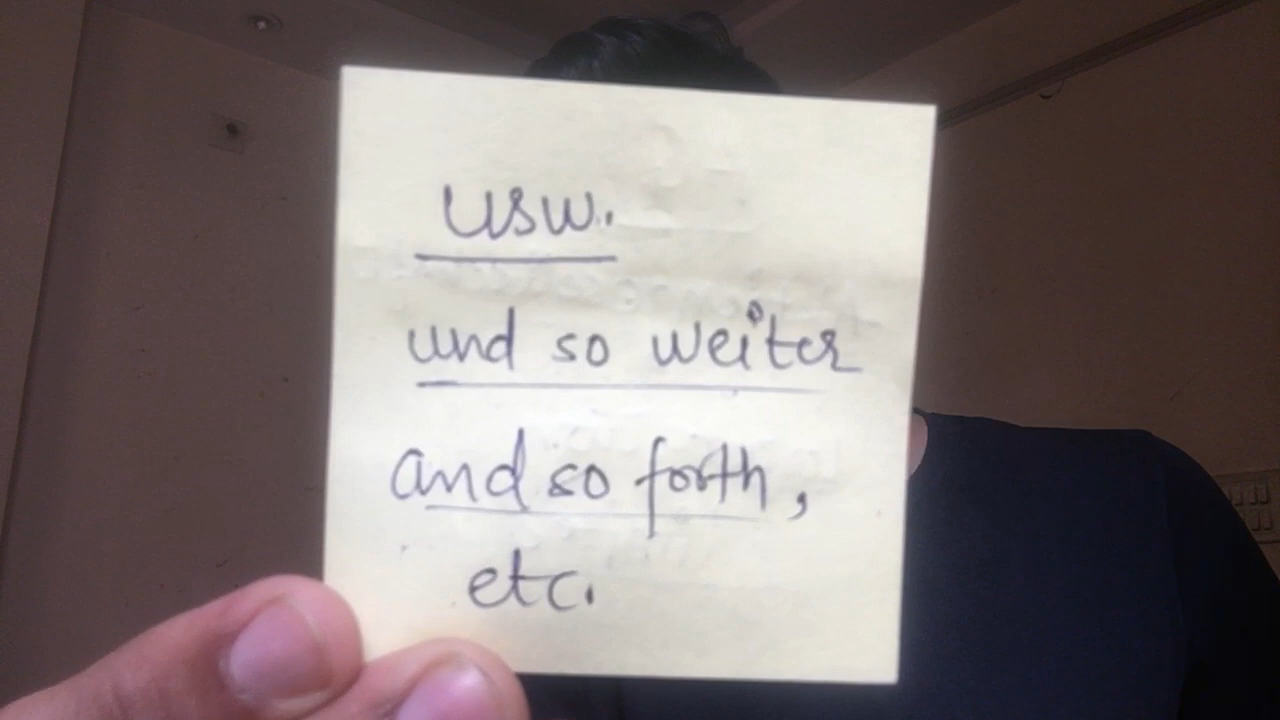 usw.
und so weiter
and so forth,
etc.